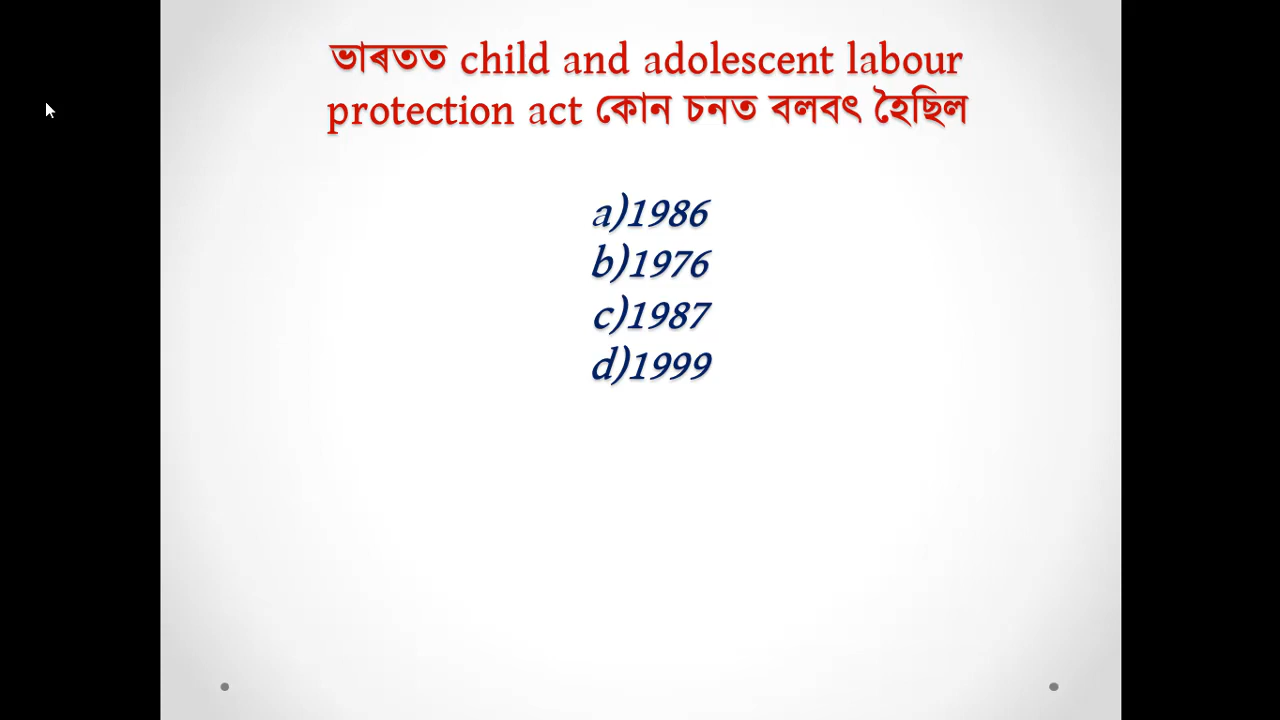 ভাৰতত child and adolescent labour
protection act কোন চনত বলবৎ হৈছিল
a)1986
b)1976
c)1987
d)1999